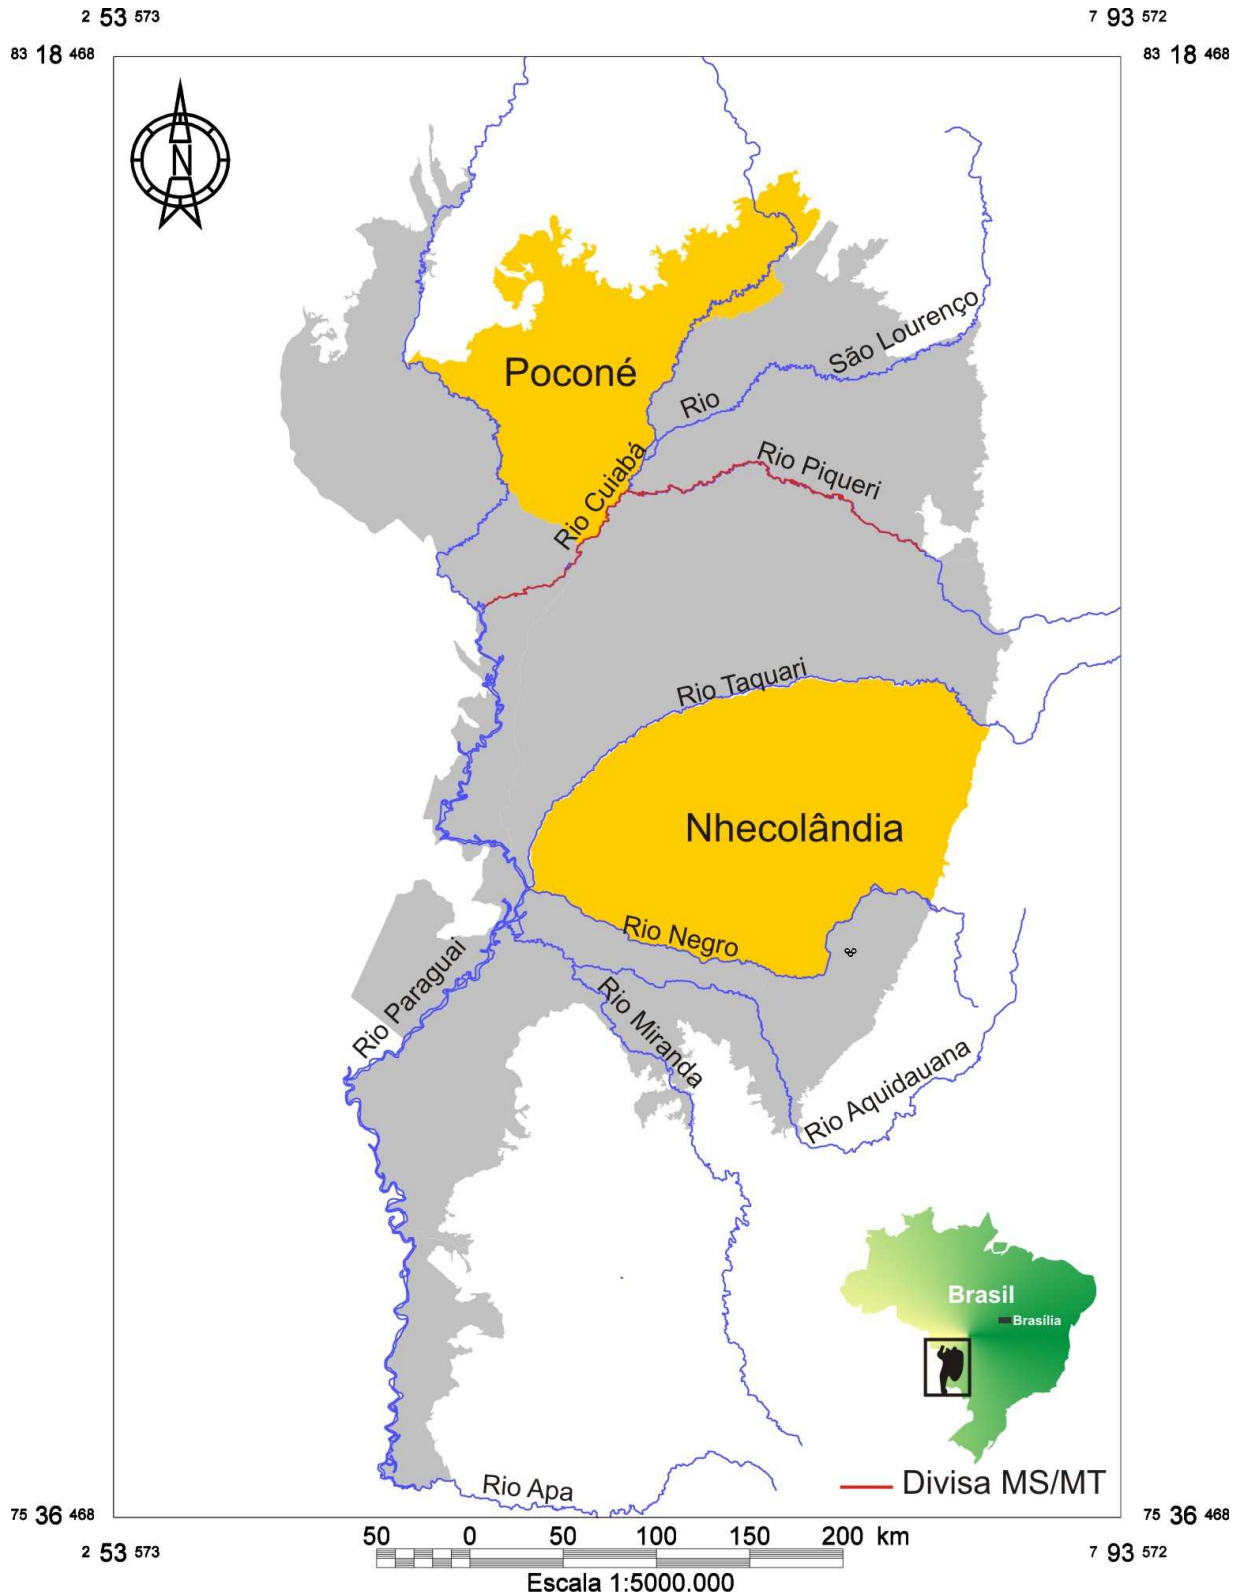 2 53 573
7 93 572
83 18 468
83 18 468
N
São Lourenço
Poconé
Rio
Rio Piqueri
Rio Cuiabá
Rio Taquari
Nhecolândia
Rio Negro
Rio Paraguai
Rio Miranda
Rio Aquidauana
Brasil
Brasília
Divisa MS/MT
Rio Apa
75 36 468
75 36 468
50 0 50 100 150 200 km
2 53 573
7 93 572
Escala 1:5000.000